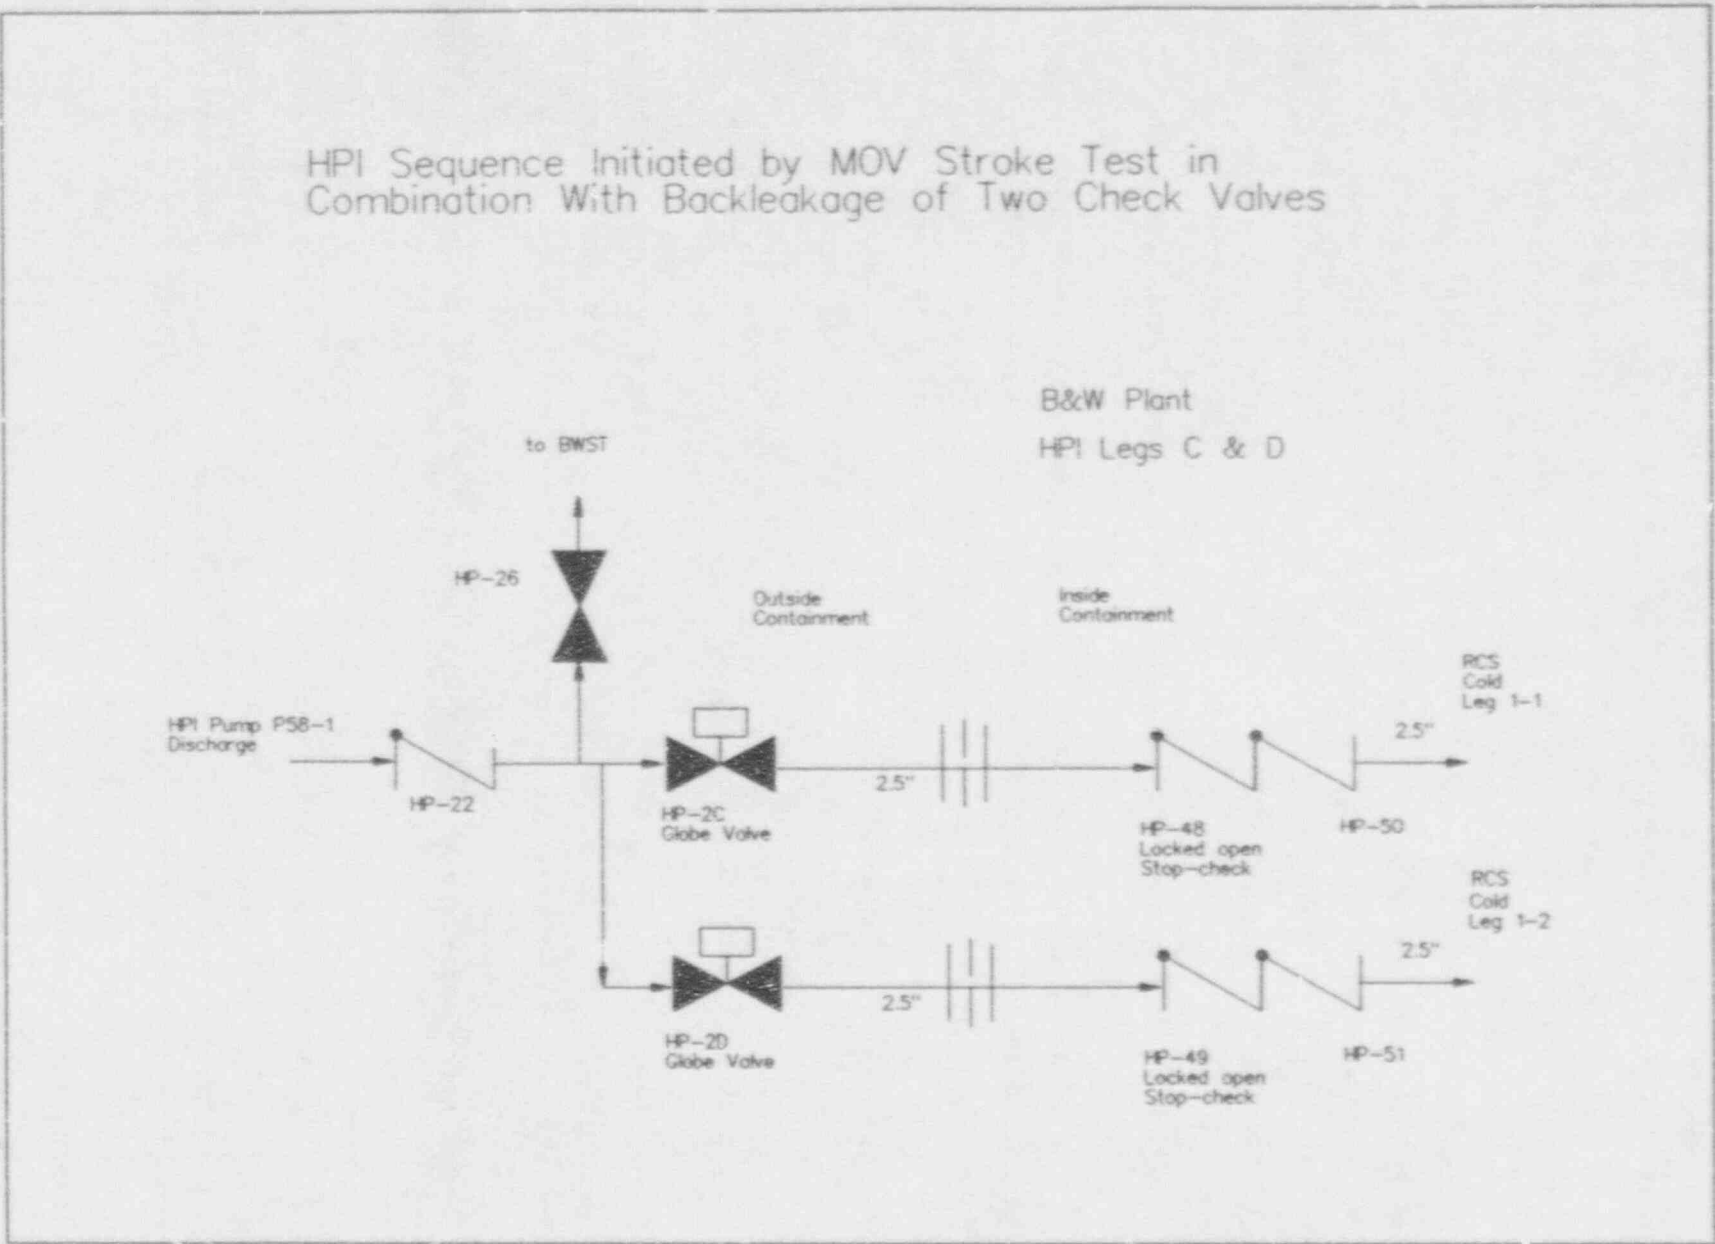 HPI Sequence Initiated by MOV Stroke Test in
Combination With Backleakage of Two Check Valves
B&W Plant
HPI Legs C & D
to BWST
HP-26
Outside
Containment
Inside
Containment
RCS
Cold
Leg 1-1
HPI Pump P58-1
Discharge
2.5"
HP-22
2.5"
HP-2C
Globe Valve
HP-48
Locked open
Stop-check
HP-50
RCS
Cold
Leg 1-2
2.5"
2.5"
HP-2D
Globe Valve
HP-49
Locked open
Stop-check
HP-51